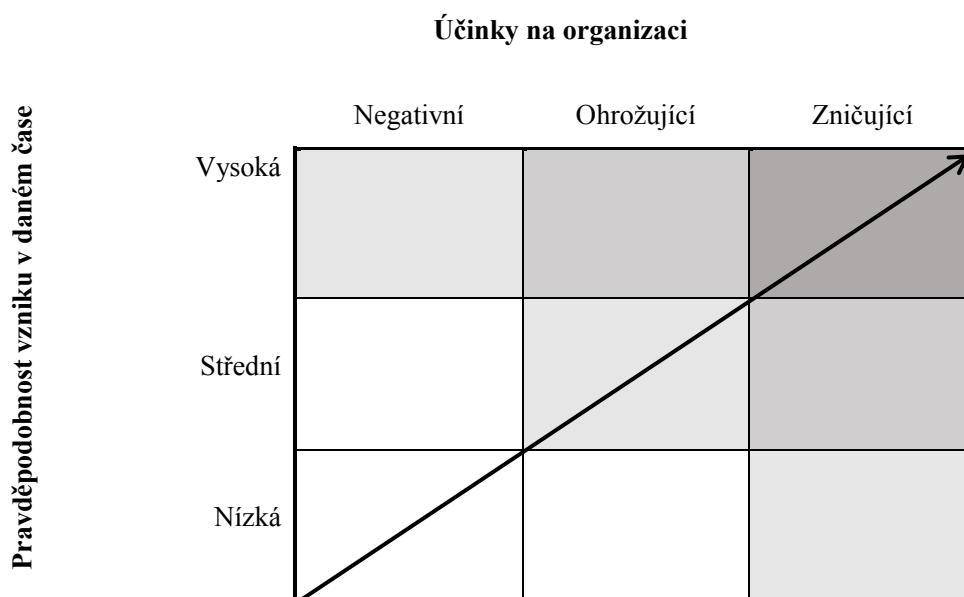 Účinky na organizaci
Negativní
Ohrožující
Zničující
Pravděpodobnost vzniku v daném čase
Vysoká
Střední
Nízká